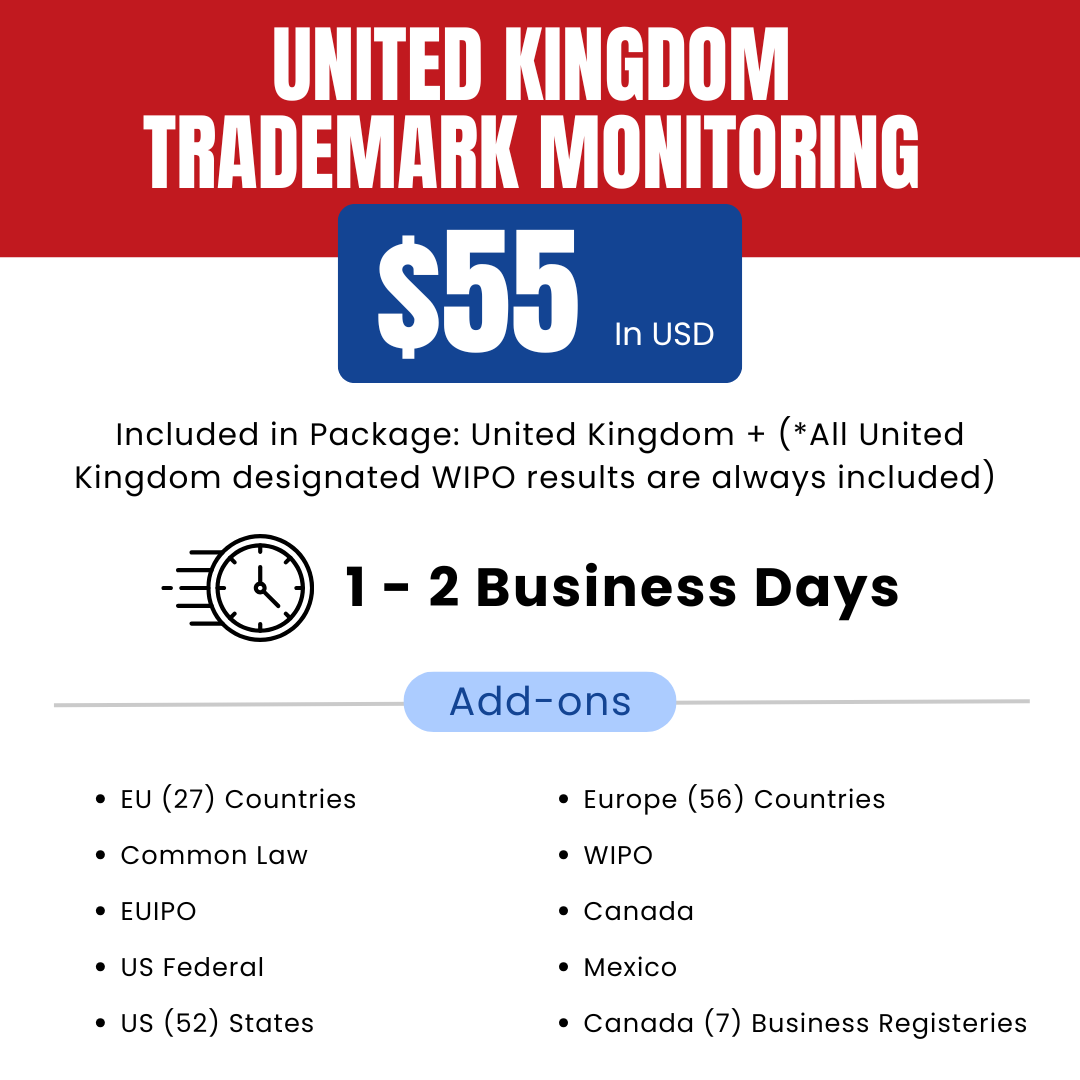 UNITED KINGDOM
TRADEMARK MONITORING
$55 In USD
Included in Package: United Kingdom + (*All United
Kingdom designated WIPO results are always included)
1 - 2 Business Days
Add-ons
• EU (27) Countries
• Common Law
• EUIPO
• US Federal
• US (52) States
• Europe (56) Countries
• WIPO
• Canada
• Mexico
• Canada (7) Business Registeries